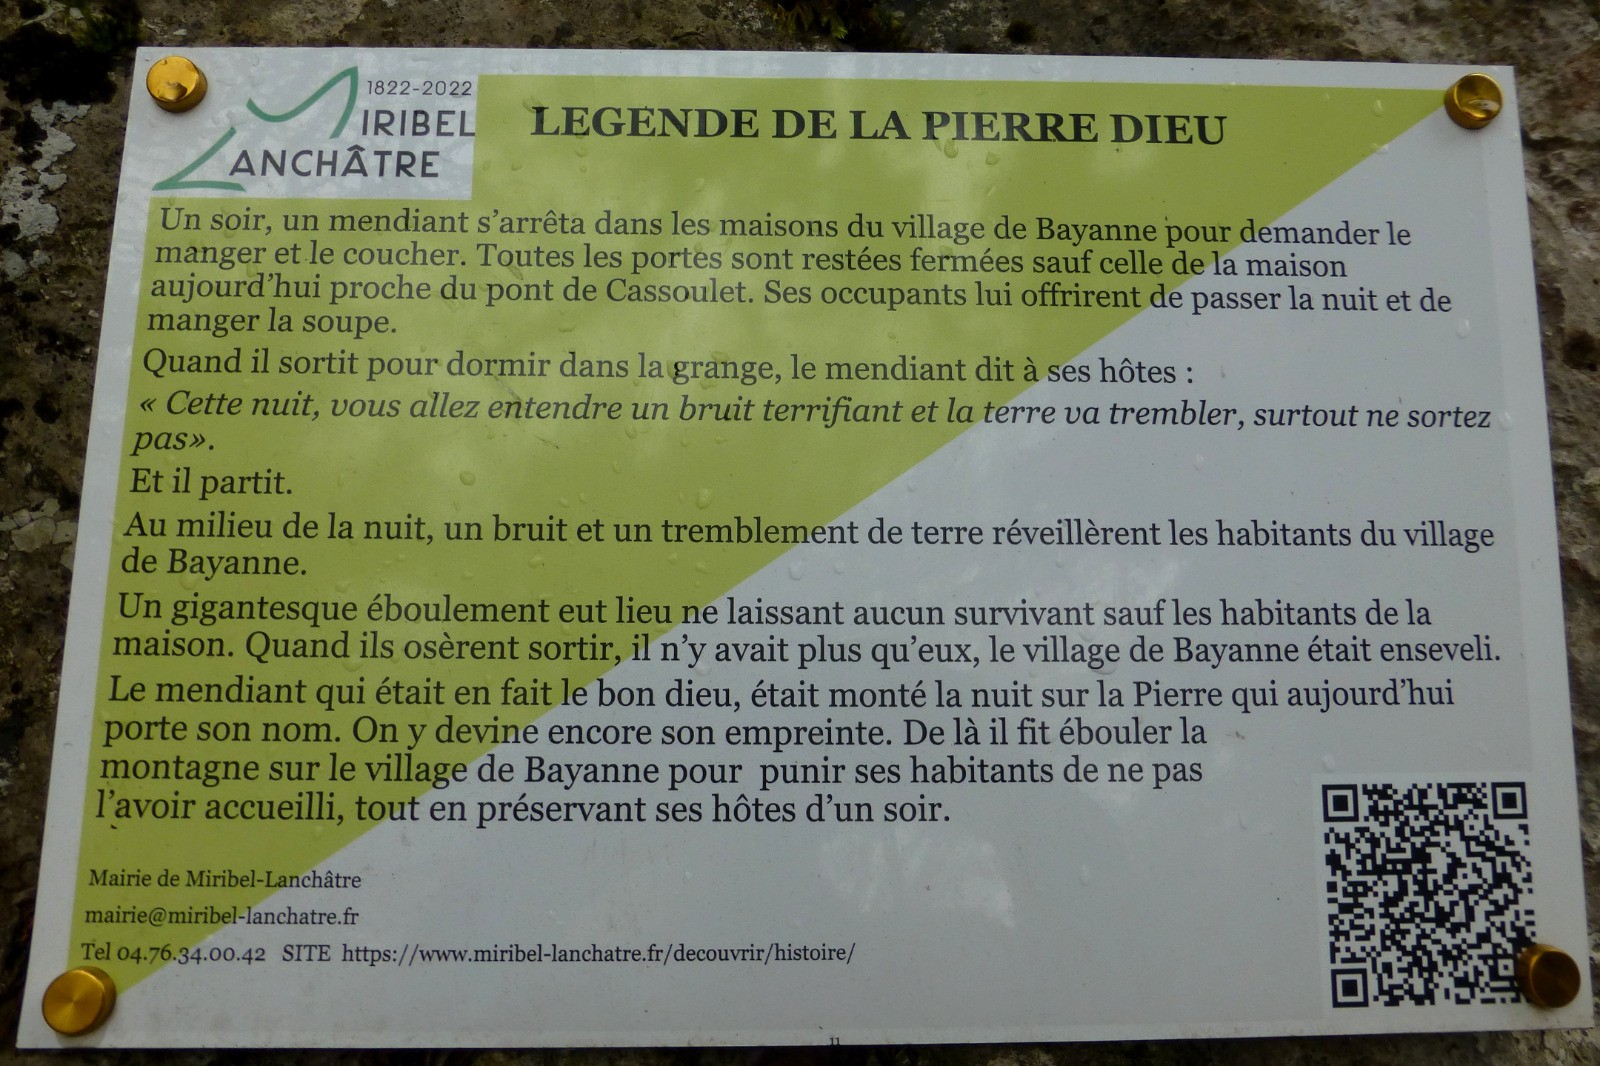 1822-2022
MIRIBEL
LANCHÂTRE
LEGENDE DE LA PIERRE DIEU
Un soir, un mendiant s’arrêta dans les maisons du village de Bayanne pour demander le
manger et le coucher. Toutes les portes sont restées fermées sauf celle de la maison
aujourd’hui proche du pont de Cassoulet. Ses occupants lui offrirent de passer la nuit et de
manger la soupe.
Quand il sortit pour dormir dans la grange, le mendiant dit à ses hôtes :
« Cette nuit, vous allez entendre un bruit terrifiant et la terre va trembler, surtout ne sortez
pas».
Et il partit.
Au milieu de la nuit, un bruit et un tremblement de terre réveillèrent les habitants du village
de Bayanne.
Un gigantesque éboulement eut lieu ne laissant aucun survivant sauf les habitants de la
maison. Quand ils osèrent sortir, il n’y avait plus qu’eux, le village de Bayanne était enseveli.
Le mendiant qui était en fait le bon dieu, était monté la nuit sur la Pierre qui aujourd’hui
porte son nom. On y devine encore son empreinte. De là il fit ébouler la
montagne sur le village de Bayanne pour punir ses habitants de ne pas
l’avoir accueilli, tout en préservant ses hôtes d’un soir.
Mairie de Miribel-Lanchâtre
mairie@miribel-lanchatre.fr
Tel 04.76.34.00.42 SITE https://www.miribel-lanchatre.fr/decouvrir/histoire/
11